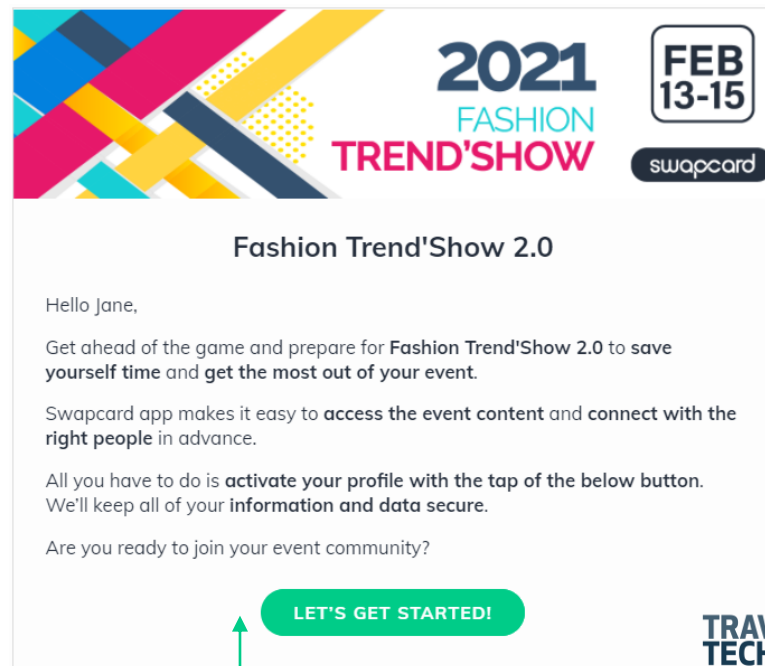 2021
FASHION
TREND'SHOW
FEB
13-15
swapcard
Fashion Trend'Show 2.0
Hello Jane,
Get ahead of the game and prepare for Fashion Trend'Show 2.0 to save
yourself time and get the most out of your event.
Swapcard app makes it easy to access the event content and connect with the
right people in advance.
All you have to do is activate your profile with the tap of the below button.
We'll keep all of your information and data secure.
Are you ready to join your event community?
LET'S GET STARTED!